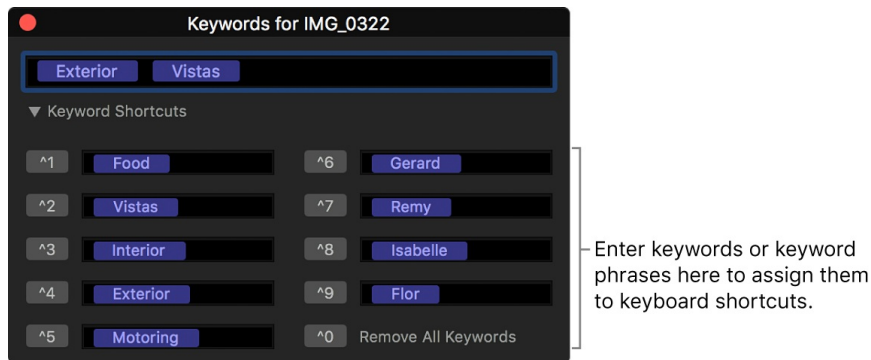 Keywords for IMG_0322
Exterior Vistas
▼ Keyword Shortcuts
^1 Food ^6 Gerard
^2 Vistas ^7 Remy
^3 Interior ^8 Isabelle
^4 Exterior ^9 Flor
^5 Motoring ^0 Remove All Keywords
Enter keywords or keyword
phrases here to assign them
to keyboard shortcuts.